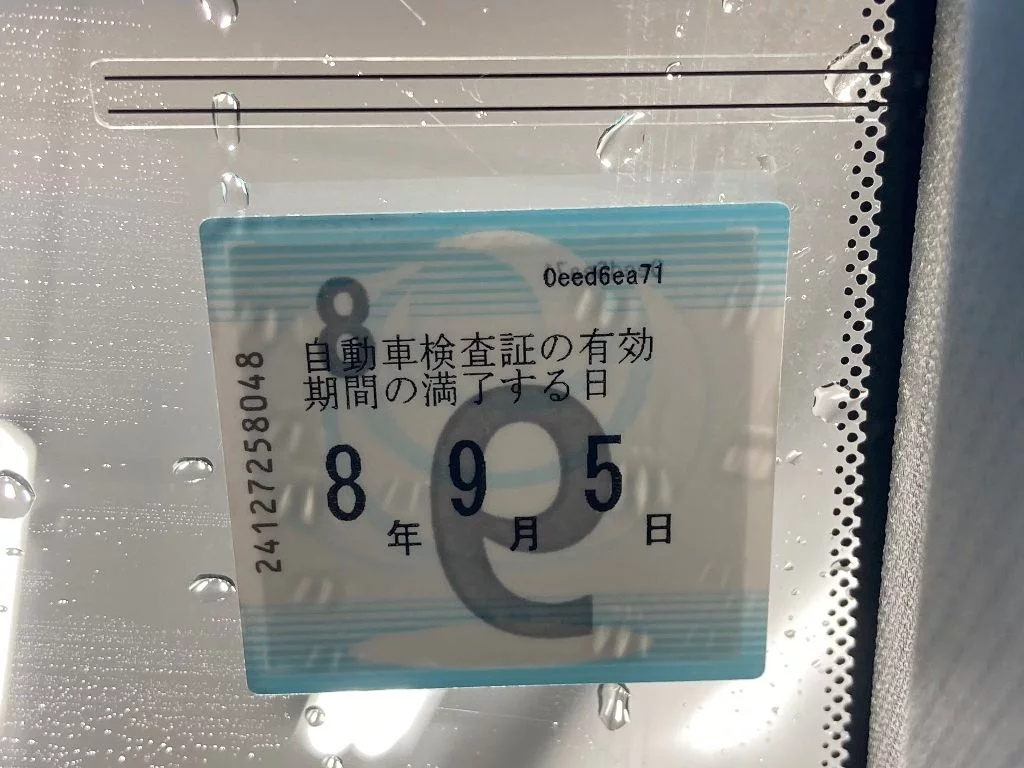 0eed6ea71
8
自動車検査証の有効
期間の満了する日
8年9月5日
9
24127258048